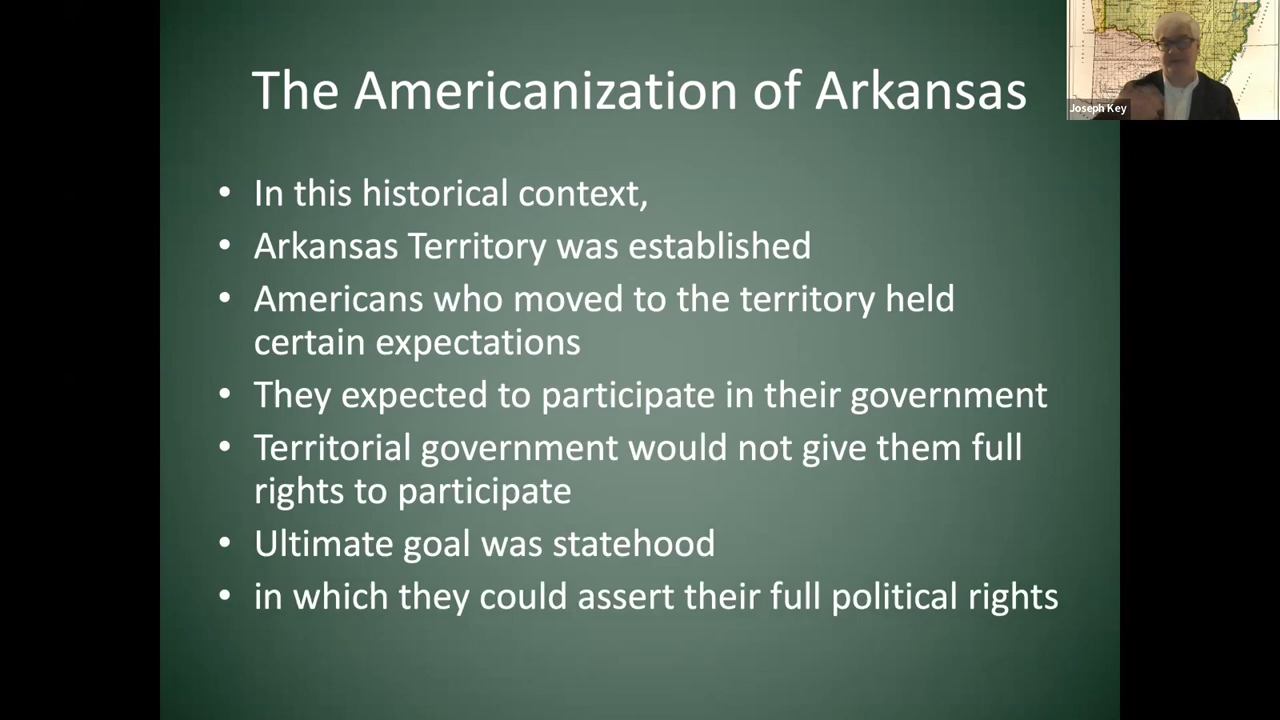 The Americanization of Arkansas
Joseph Key
• In this historical context,
• Arkansas Territory was established
• Americans who moved to the territory held
certain expectations
• They expected to participate in their government
• Territorial government would not give them full
rights to participate
• Ultimate goal was statehood
• in which they could assert their full political rights